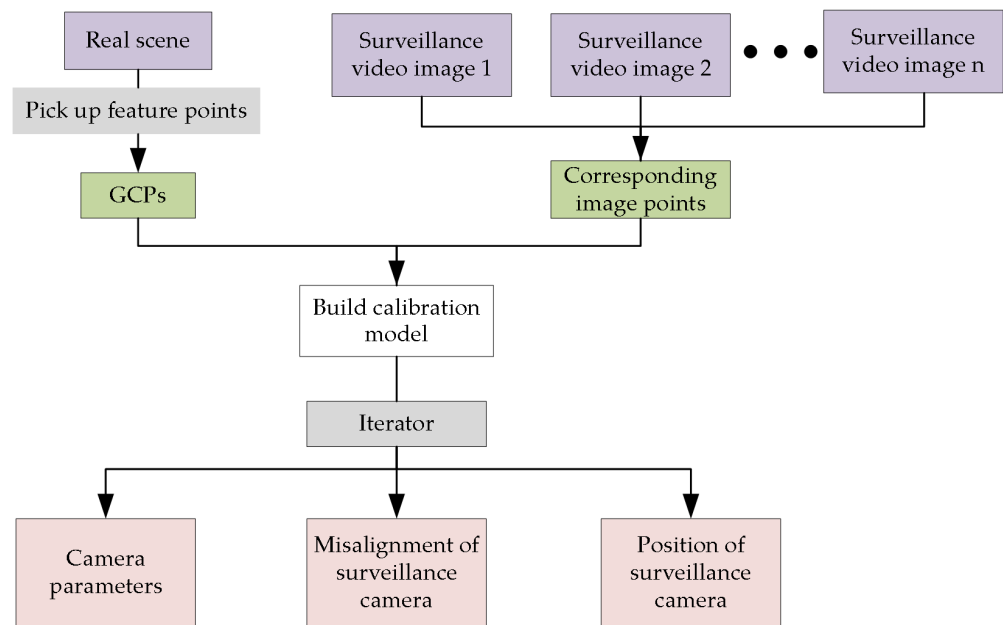 Real scene
Surveillance
video image 1
Surveillance
video image 2
Surveillance
video image n
Pick up feature points
GCPs
Corresponding
image points
Build calibration
model
Iterator
Camera
parameters
Misalignment of
surveillance
camera
Position of
surveillance
camera